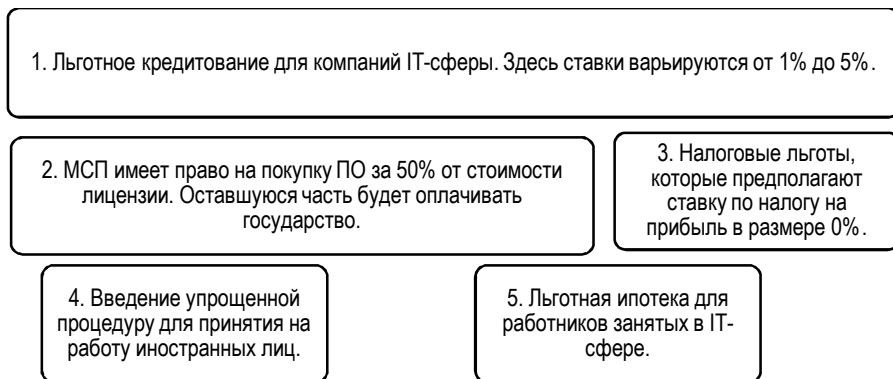 1. Льготное кредитование для компаний IT-сферы. Здесь ставки варьируются от 1% до 5%.
2. МСП имеет право на покупку ПО за 50% от стоимости
лицензии. Оставшуюся часть будет оплачивать
государство.
3. Налоговые льготы,
которые предполагают
ставку по налогу на
прибыль в размере 0%.
4. Введение упрощенной
процедуру для принятия на
работу иностранных лиц.
5. Льготная ипотека для
работников занятых в IT-
сфере.